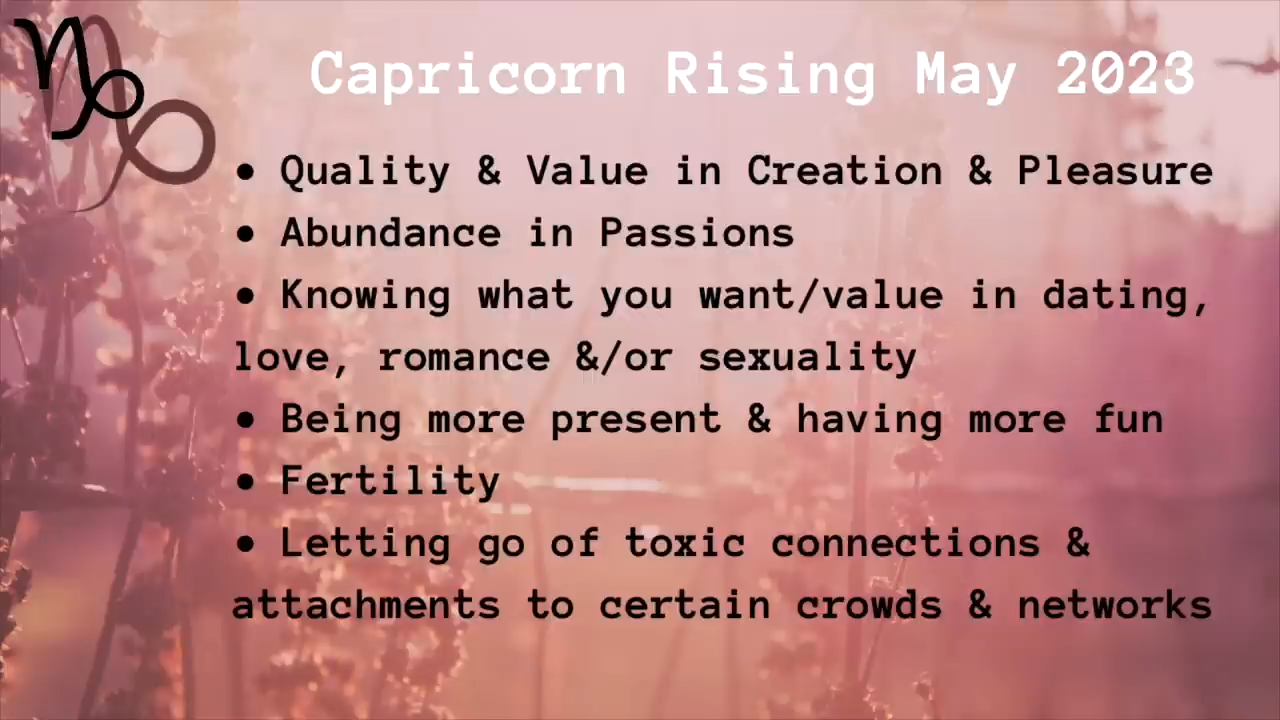 Capricorn Rising May 2023
• Quality & Value in Creation & Pleasure
• Abundance in Passions
• Knowing what you want/value in dating,
love, romance &/or sexuality
• Being more present & having more fun
• Fertility
• Letting go of toxic connections &
attachments to certain crowds & networks